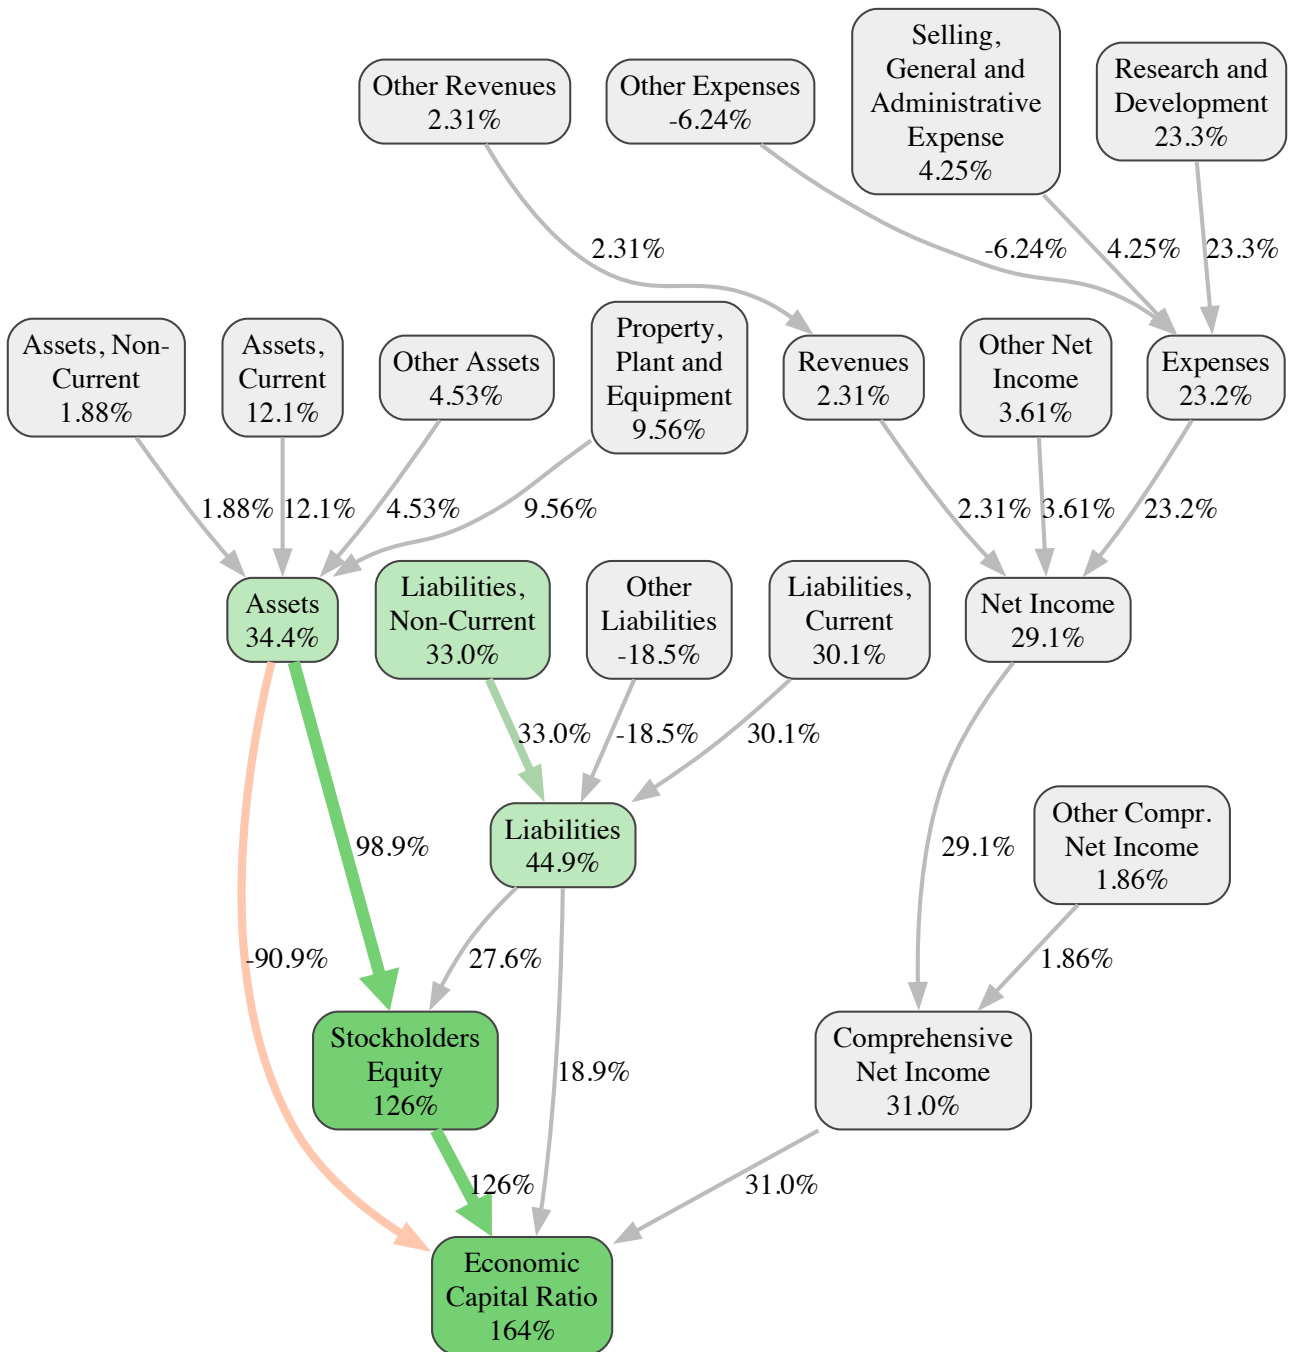 Selling,
General and
Administrative
Expense
4.25%
Research and
Development
23.3%
Other Revenues
2.31%
Other Expenses
-6.24%
2.31%
-6.24%
4.25%
23.3%
Assets, Non-
Current
1.88%
Assets,
Current
12.1%
Other Assets
4.53%
Property,
Plant and
Equipment
9.56%
Revenues
2.31%
Other Net
Income
3.61%
Expenses
23.2%
1.88%
12.1%
4.53%
9.56%
2.31%
3.61%
23.2%
Assets
34.4%
Liabilities,
Non-Current
33.0%
Other
Liabilities
-18.5%
Liabilities,
Current
30.1%
Net Income
29.1%
33.0%
-18.5%
30.1%
98.9%
Liabilities
44.9%
29.1%
Other Compr.
Net Income
1.86%
-90.9%
27.6%
1.86%
Stockholders
Equity
126%
18.9%
Comprehensive
Net Income
31.0%
126%
31.0%
Economic
Capital Ratio
164%